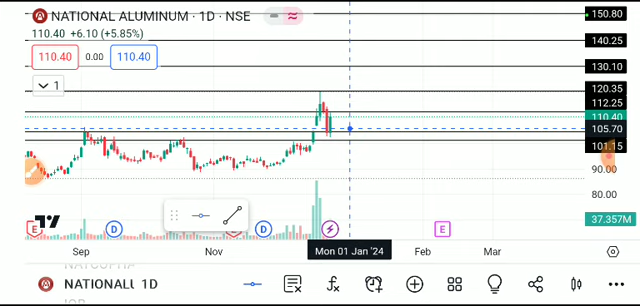 NATIONAL ALUMINUM · 1D · NSE
110.40 +6.10 (+5.85%)
110.40 0.00 110.40
1
150.80
140.25
130.10
120.35
112.25
110.40
105.70
101.15
90.00
80.00
37.357M
E D D E
Sep Nov Mon 01 Jan '24 Feb Mar
NATIONALU 1D